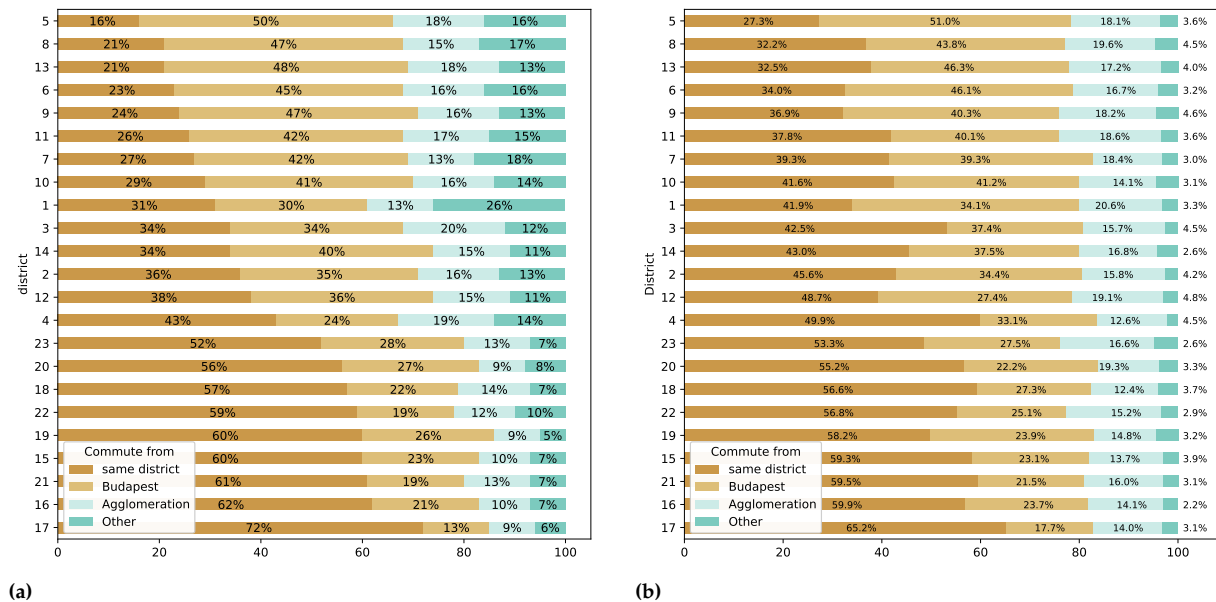 5 16% 50% 18% 16%
8 21% 47% 15% 17%
13 21% 48% 18% 13%
6 23% 45% 16% 16%
9 24% 47% 16% 13%
11 26% 42% 17% 15%
7 27% 42% 13% 18%
10 29% 41% 16% 14%
1 31% 30% 13% 26%
3 34% 34% 20% 12%
14 34% 40% 15% 11%
2 36% 35% 16% 13%
12 38% 36% 15% 11%
4 43% 24% 19% 14%
23 52% 28% 13% 7%
20 56% 27% 9% 8%
18 57% 22% 14% 7%
22 59% 19% 12% 10%
19 60% 26% 9% 5%
15 60% 23% 10% 7%
21 61% 19% 13% 7%
16 62% 21% 10% 7%
17 72% 13% 9% 6%
district
Commute from
same district
Budapest
Agglomeration
Other
0 20 40 60 80 100
(a)
5 27.3% 51.0% 18.1% 3.6%
8 32.2% 43.8% 19.6% 4.5%
13 32.5% 46.3% 17.2% 4.0%
6 34.0% 46.1% 16.7% 3.2%
9 36.9% 40.3% 18.2% 4.6%
11 37.8% 40.1% 18.6% 3.6%
7 39.3% 39.3% 18.4% 3.0%
10 41.6% 41.2% 14.1% 3.1%
1 41.9% 34.1% 20.6% 3.3%
3 42.5% 37.4% 15.7% 4.5%
14 43.0% 37.5% 16.8% 2.6%
2 45.6% 34.4% 15.8% 4.2%
12 48.7% 27.4% 19.1% 4.8%
4 49.9% 33.1% 12.6% 4.5%
23 53.3% 27.5% 16.6% 2.6%
20 55.2% 22.2% 19.3% 3.3%
18 56.6% 27.3% 12.4% 3.7%
22 56.8% 25.1% 15.2% 2.9%
19 58.2% 23.9% 14.8% 3.2%
15 59.3% 23.1% 13.7% 3.9%
21 59.5% 21.5% 16.0% 3.1%
16 59.9% 23.7% 14.1% 2.2%
17 65.2% 17.7% 14.0% 3.1%
District
Commute from
same district
Budapest
Agglomeration
Other
0 20 40 60 80 100
(b)